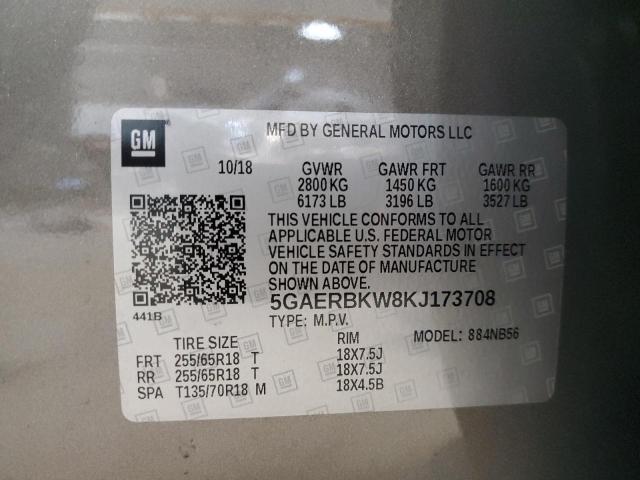 GM
MFD BY GENERAL MOTORS LLC
10/18 GVWR GAWR FRT GAWR RR
2800 KG 1450 KG 1600 KG
6173 LB 3196 LB 3527 LB
THIS VEHICLE CONFORMS TO ALL
APPLICABLE U.S. FEDERAL MOTOR
VEHICLE SAFETY STANDARDS IN EFFECT
ON THE DATE OF MANUFACTURE
SHOWN ABOVE.
5GAERBKW8KJ173708
441B
TYPE: M.P.V. MODEL: 884NB56
TIRE SIZE RIM
FRT 255/65R18 T 18X7.5J
RR 255/65R18 T 18X7.5J
SPA T135/70R18 M 18X4.5B